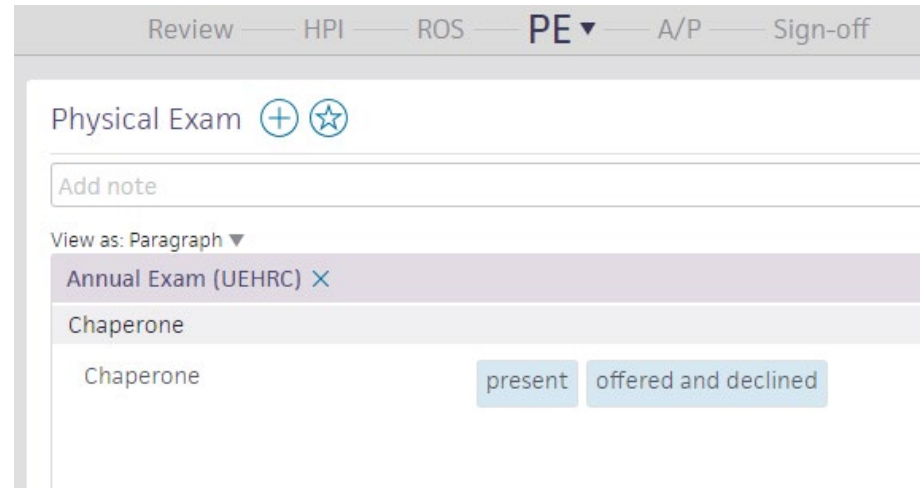 Review HPI ROS PE ▼ A/P Sign-off
Physical Exam
Add note
View as: Paragraph ▼
Annual Exam (UEHRC) ×
Chaperone
Chaperone present offered and declined